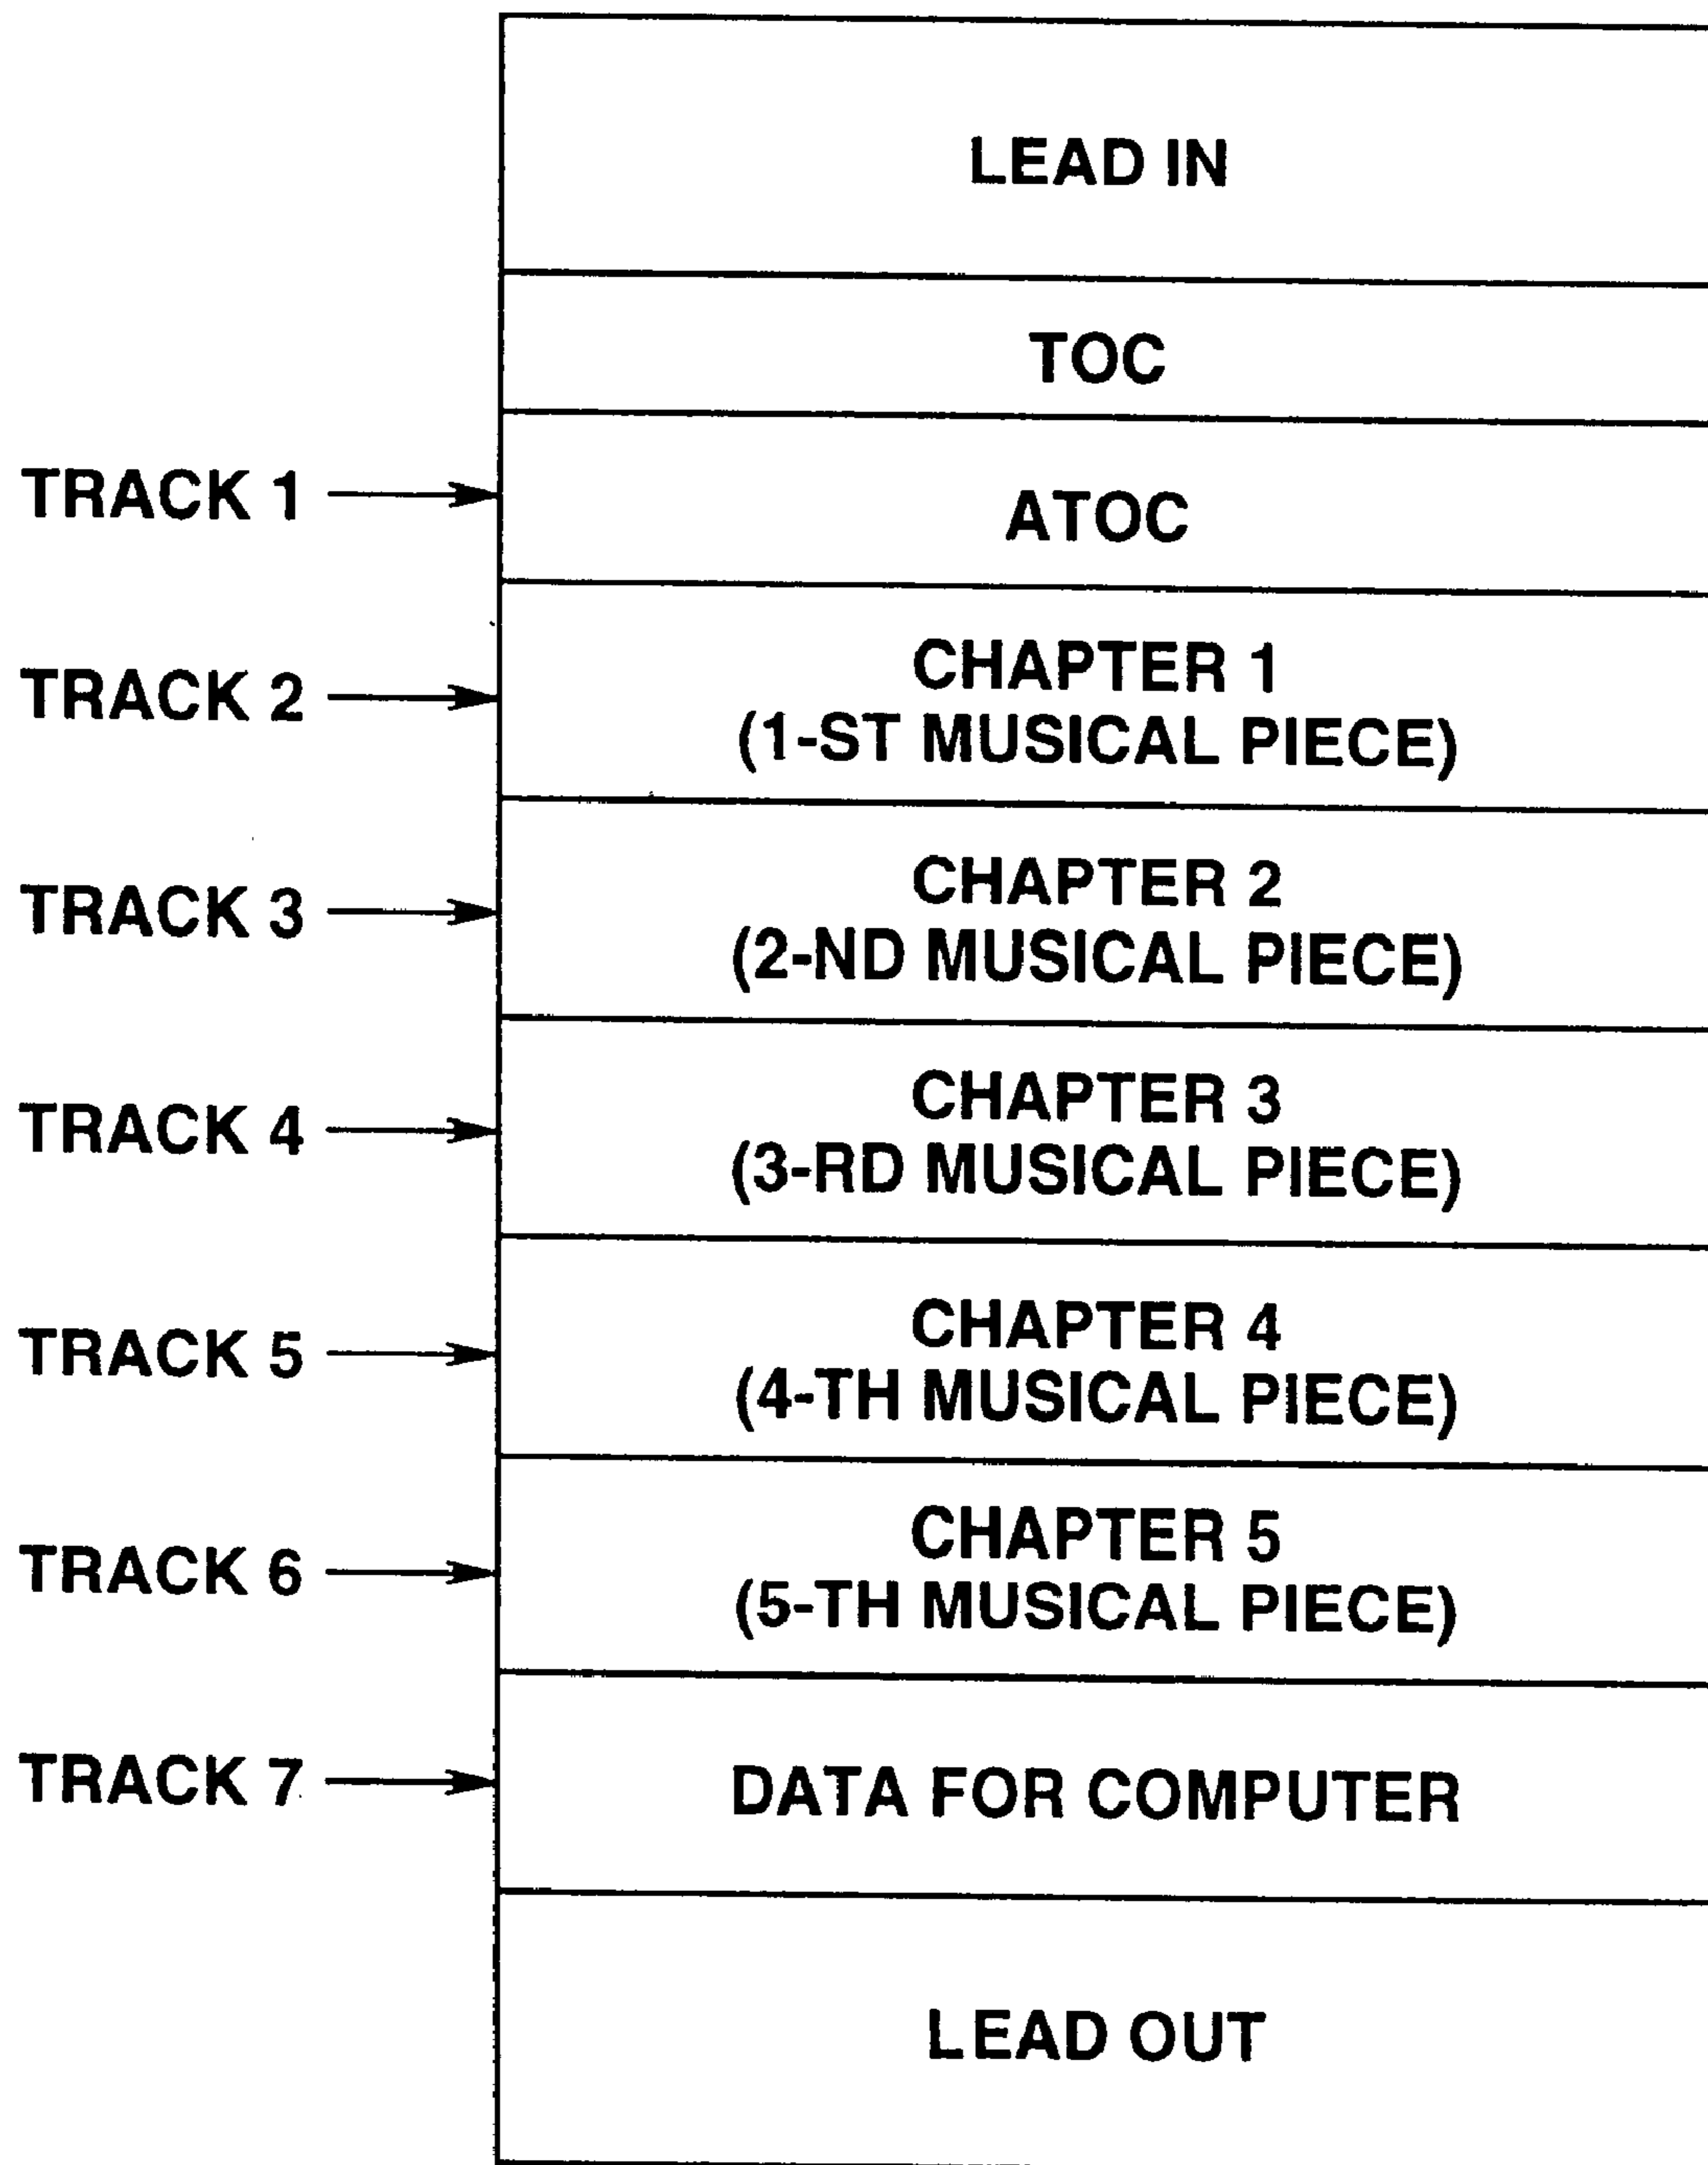 LEAD IN
TOC
TRACK 1
ATOC
TRACK 2
CHAPTER 1
(1-ST MUSICAL PIECE)
TRACK 3
CHAPTER 2
(2-ND MUSICAL PIECE)
TRACK 4
CHAPTER 3
(3-RD MUSICAL PIECE)
TRACK 5
CHAPTER 4
(4-TH MUSICAL PIECE)
TRACK 6
CHAPTER 5
(5-TH MUSICAL PIECE)
TRACK 7
DATA FOR COMPUTER
LEAD OUT